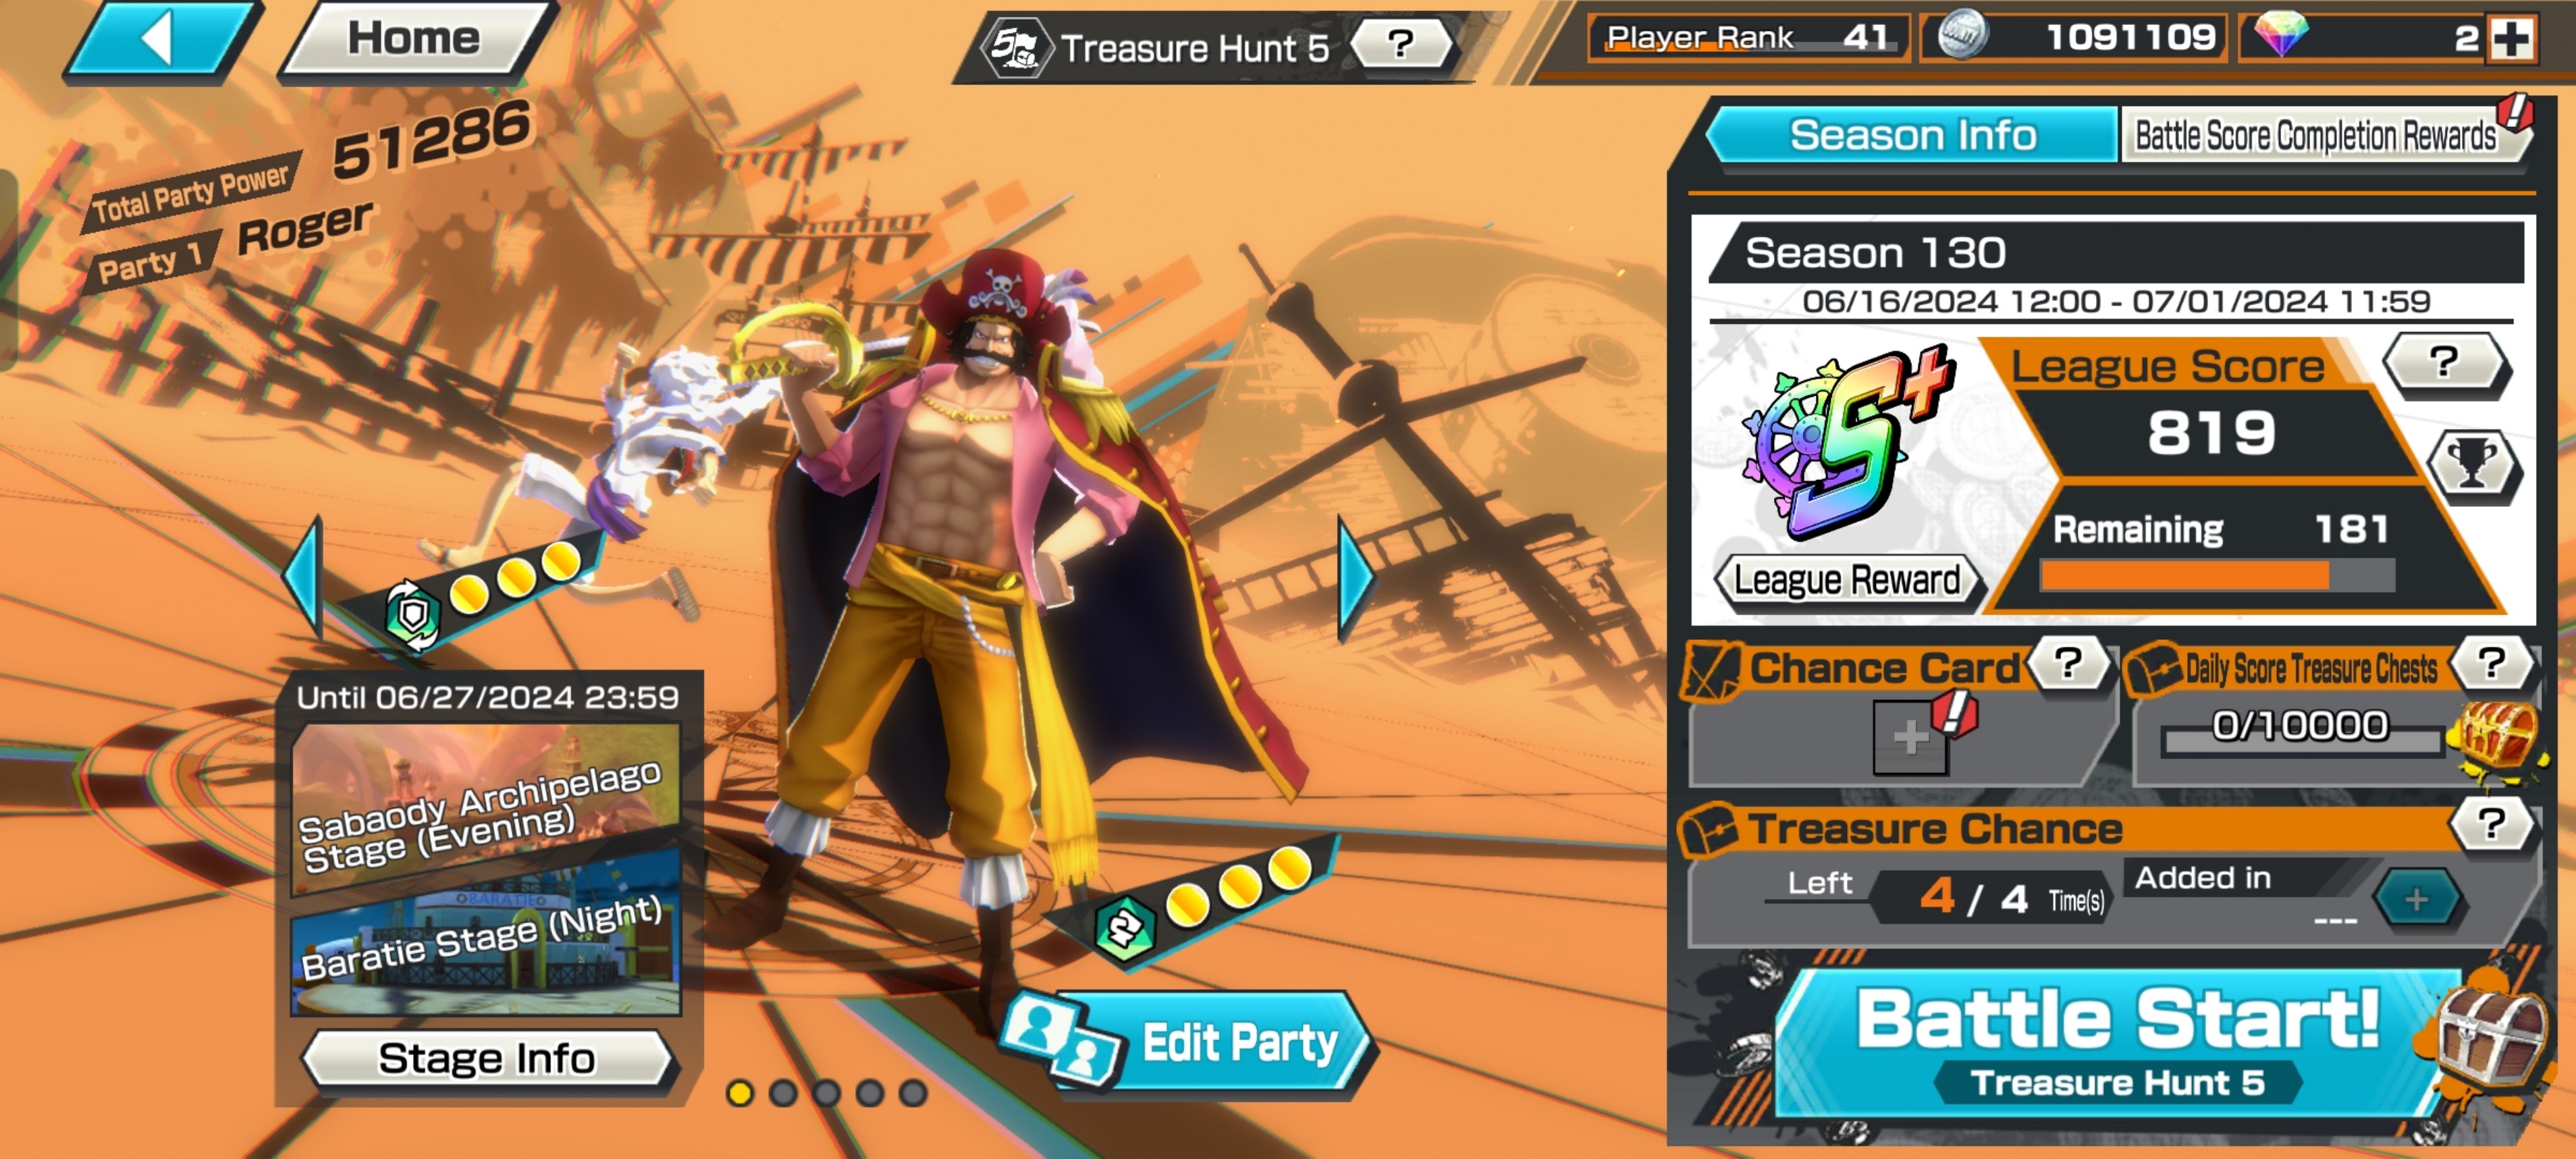 Home
5 Treasure Hunt 5 ?
Player Rank 41
BOUNTY 1091109
2 +
Total Party Power 51286
Party 1 Roger
Until 06/27/2024 23:59
Sabaody Archipelago
Stage (Evening)
BARATIE
Baratie Stage (Night)
Stage Info
Edit Party
Season Info
Battle Score Completion Rewards !
Season 130
06/16/2024 12:00 - 07/01/2024 11:59
S+
League Score ?
819
Remaining 181
League Reward
Chance Card ?
+ !
Daily Score Treasure Chests ?
0/10000
Treasure Chance ?
Left 4 / 4 Time(s)
Added in
--- +
Battle Start!
Treasure Hunt 5